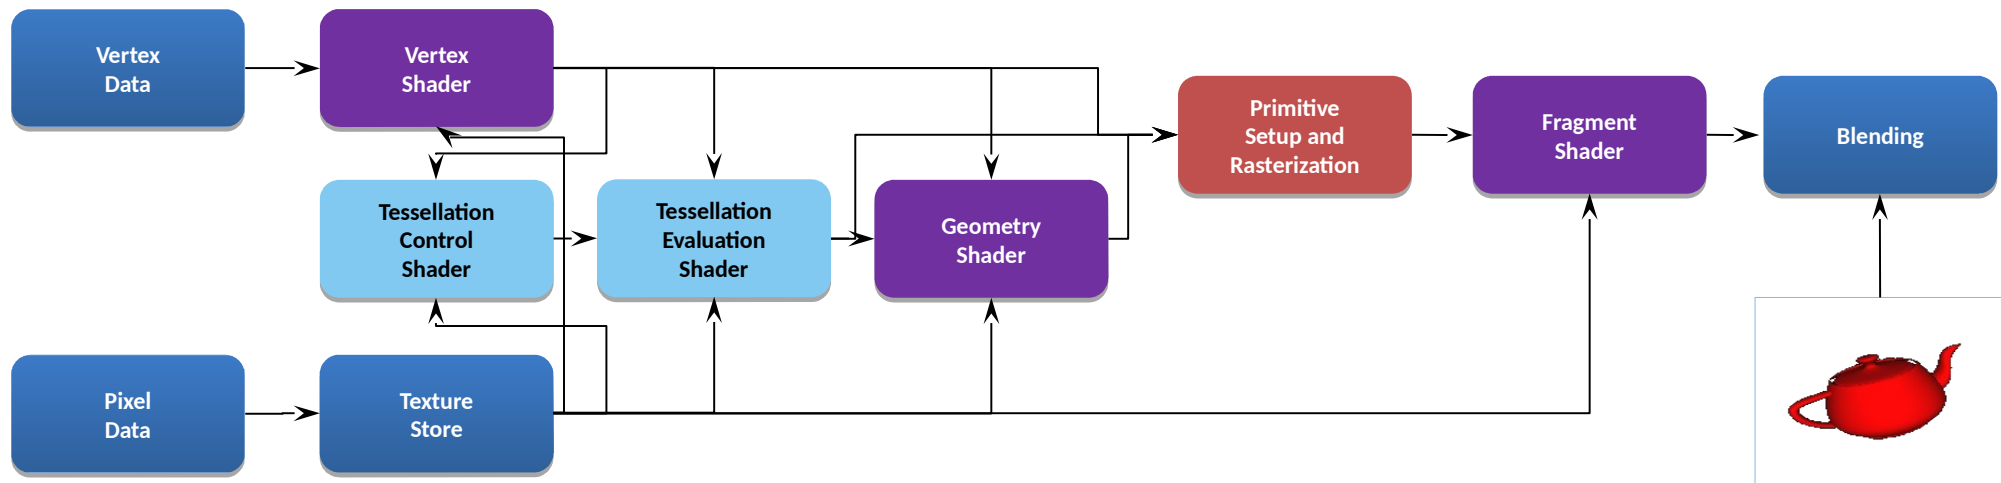 Vertex
Data
Vertex
Shader
Primitive
Setup and
Rasterization
Fragment
Shader
Blending
Tessellation
Control
Shader
Tessellation
Evaluation
Shader
Geometry
Shader
Pixel
Data
Texture
Store